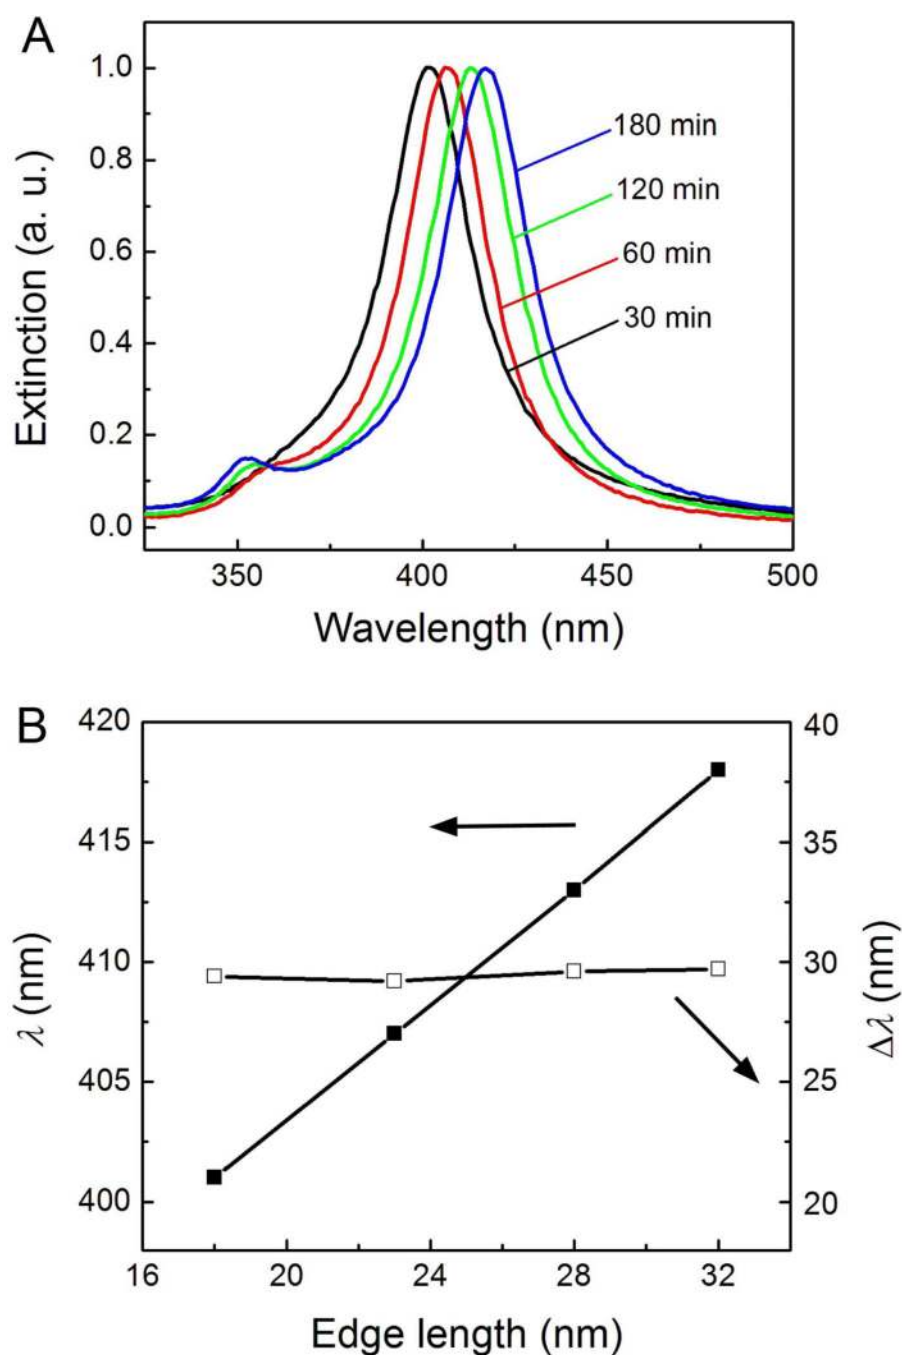 A
1.0
0.8
0.6
0.4
0.2
0.0
Extinction (a. u.)
180 min
120 min
60 min
30 min
350
400
450
500
Wavelength (nm)
B
420
415
410
405
400
λ (nm)
40
35
30
25
20
Δλ (nm)
16
20
24
28
32
Edge length (nm)